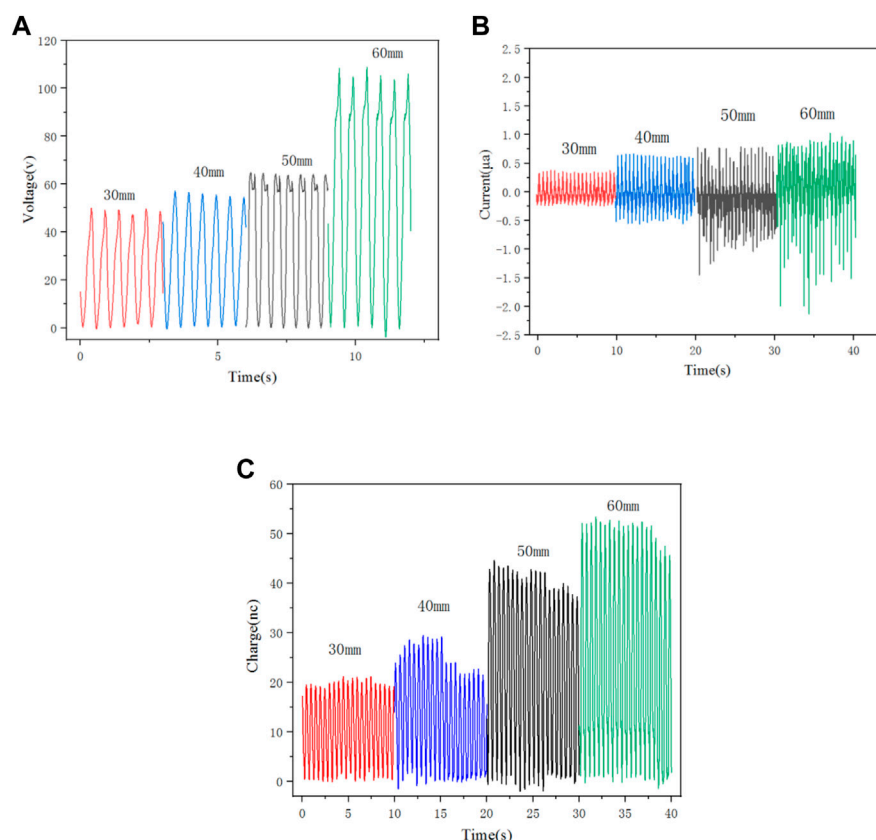 A
120
100
80
60
40
20
0
Voltage(v)
30mm
40mm
50mm
60mm
0
5
10
Time(s)
B
2.5
2.0
1.5
1.0
0.5
0.0
-0.5
-1.0
-1.5
-2.0
-2.5
Current(μa)
30mm
40mm
50mm
60mm
0
10
20
30
40
Time(s)
C
60
50
40
30
20
10
0
Charge(nc)
30mm
40mm
50mm
60mm
0
5
10
15
20
25
30
35
40
Time(s)